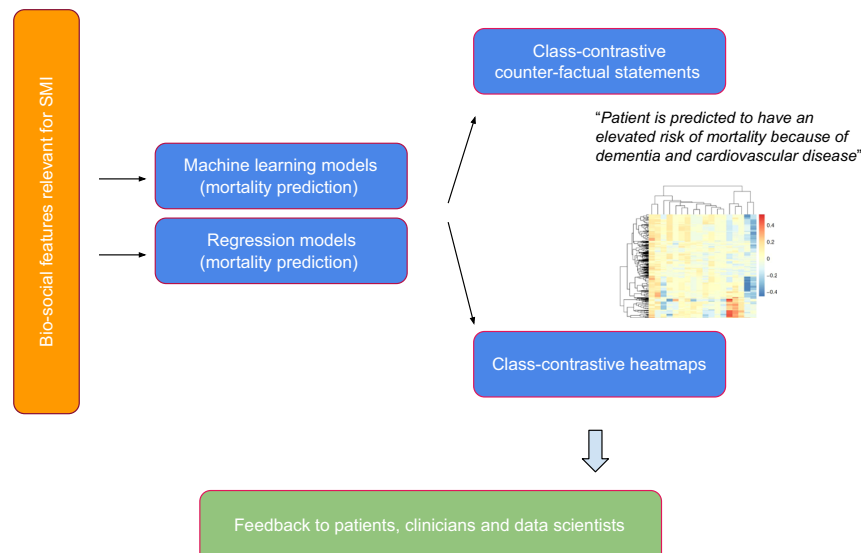 Bio-social features relevant for SMI
Machine learning models
(mortality prediction)
Regression models
(mortality prediction)
Class-contrastive
counter-factual statements
“Patient is predicted to have an
elevated risk of mortality because of
dementia and cardiovascular disease”
0.4
0.2
0
−0.2
−0.4
Class-contrastive heatmaps
Feedback to patients, clinicians and data scientists